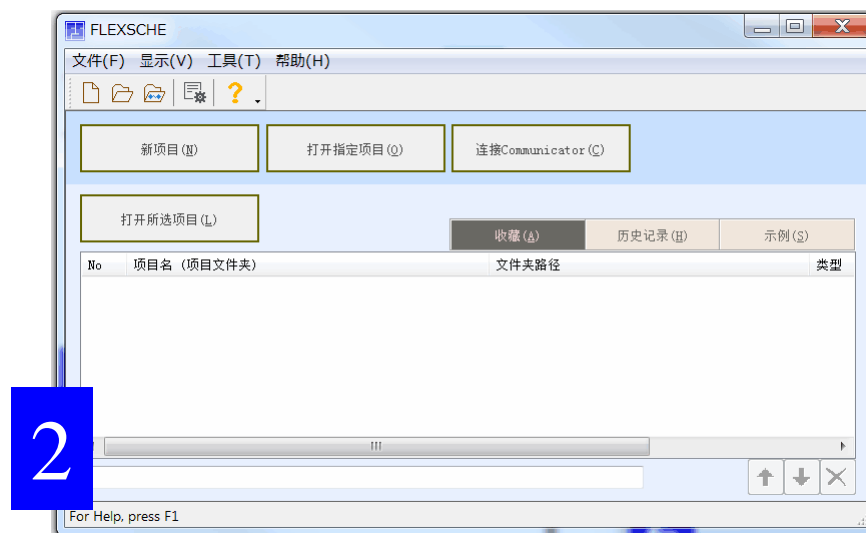 FLEXSCHE
文件(F) 显示(V) 工具(T) 帮助(H)
新项目(N) 打开指定项目(O) 连接Communicator(C)
打开所选项目(L)
收藏(A) 历史记录(H) 示例(S)
No 项目名 (项目文件夹) 文件夹路径 类型
2
For Help, press F1